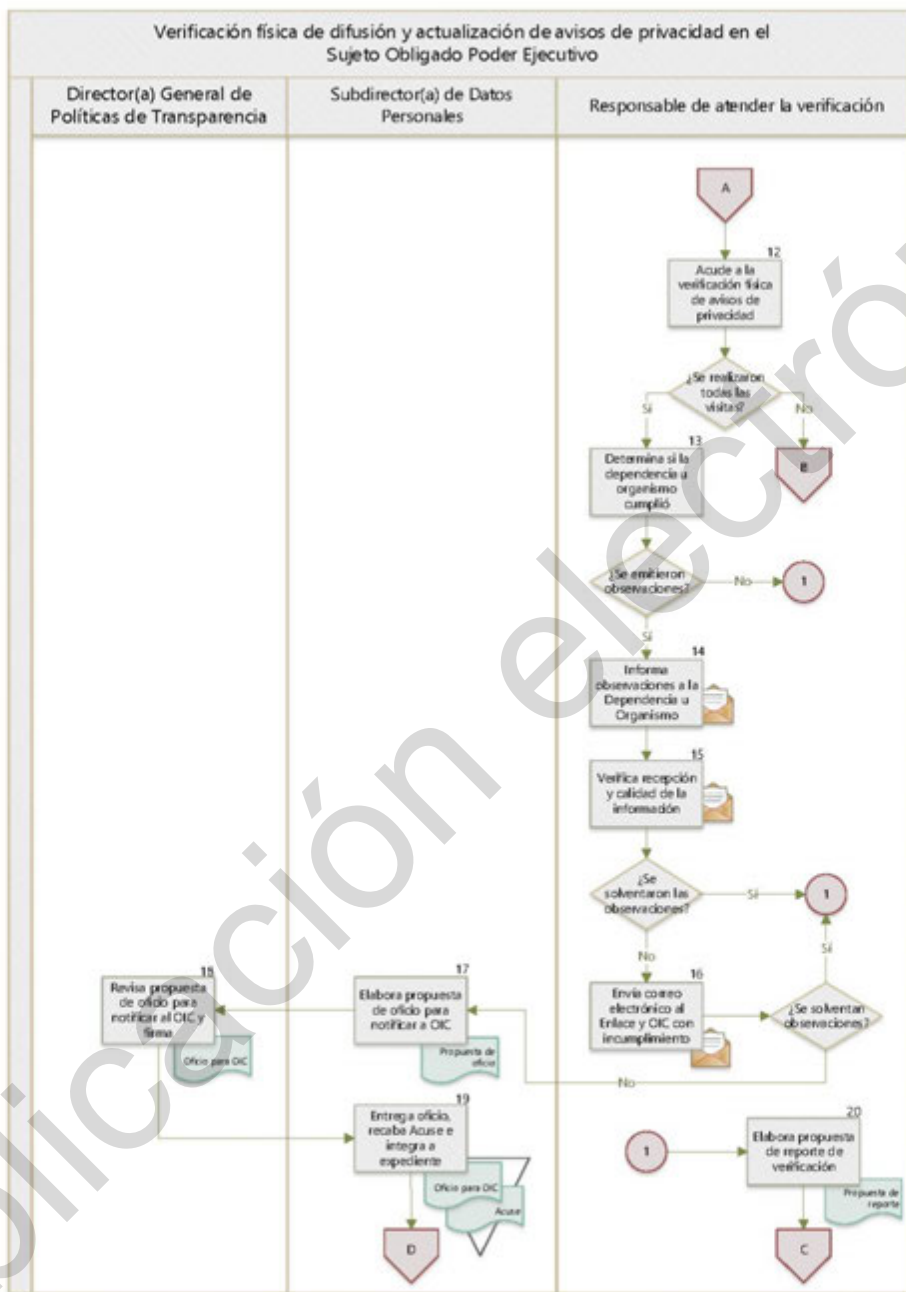 Verificación física de difusión y actualización de avisos de privacidad en el
Sujeto Obligado Poder Ejecutivo
Director(a) General de
Políticas de Transparencia
Subdirector(a) de Datos
Personales
Responsable de atender la verificación
A
12
Acude a la
verificación física
de avisos de
privacidad
¿Se realizaron
todas las
visitas?
Sí
No
13
Determina si la
dependencia u
organismo
cumplió
B
¿Se emitieron
observaciones?
No
1
Sí
14
Informa
observaciones a la
Dependencia u
Organismo
15
Verifica recepción
y calidad de la
información
¿Se
solventaron las
observaciones?
Sí
1
No
Sí
18
Revisa propuesta
de oficio para
notificar al OIC y
firma
Oficio para OIC
17
Elabora propuesta
de oficio para
notificar a OIC
Propuesta de
oficio
16
Envía correo
electrónico al
Enlace y OIC con
incumplimiento
¿Se solventan
observaciones?
No
19
Entrega oficio,
recaba Acuse e
integra a
expediente
Oficio para OIC
Acuse
D
1
20
Elabora propuesta
de reporte de
verificación
Propuesta de
reporte
C
plicación electró